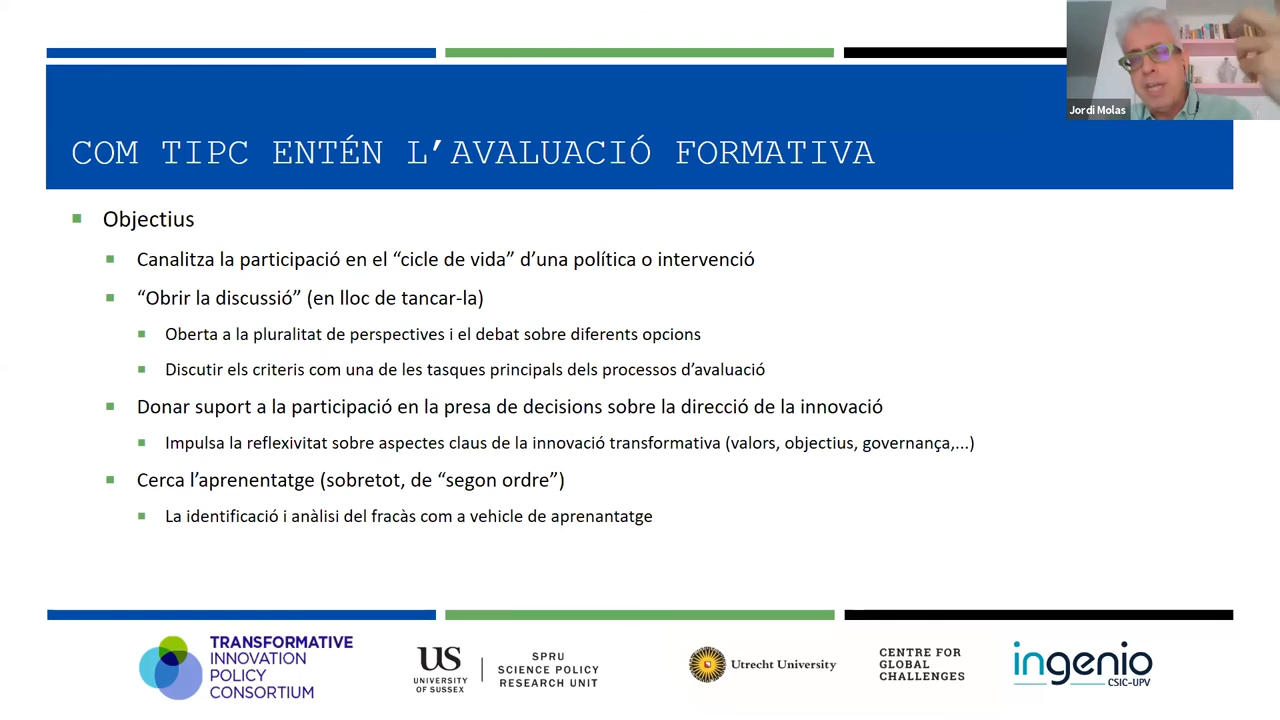 Jordi Molas
COM TIPC ENTÉN L’AVALUACIÓ FORMATIVA
Objectius
Canalitza la participació en el “cicle de vida” d’una política o intervenció
“Obrir la discussió” (en lloc de tancar-la)
Oberta a la pluralitat de perspectives i el debat sobre diferents opcions
Discutir els criteris com una de les tasques principals dels processos d’avaluació
Donar suport a la participació en la presa de decisions sobre la direcció de la innovació
Impulsa la reflexivitat sobre aspectes claus de la innovació transformativa (valors, objectius, governança,...)
Cerca l’aprenentatge (sobretot, de “segon ordre”)
La identificació i anàlisi del fracàs com a vehicle de aprenantatge
TRANSFORMATIVE
INNOVATION
POLICY
CONSORTIUM
US
UNIVERSITY
OF SUSSEX
SPRU
SCIENCE POLICY
RESEARCH UNIT
Utrecht University
CENTRE FOR
GLOBAL
CHALLENGES
ingenio
CSIC-UPV